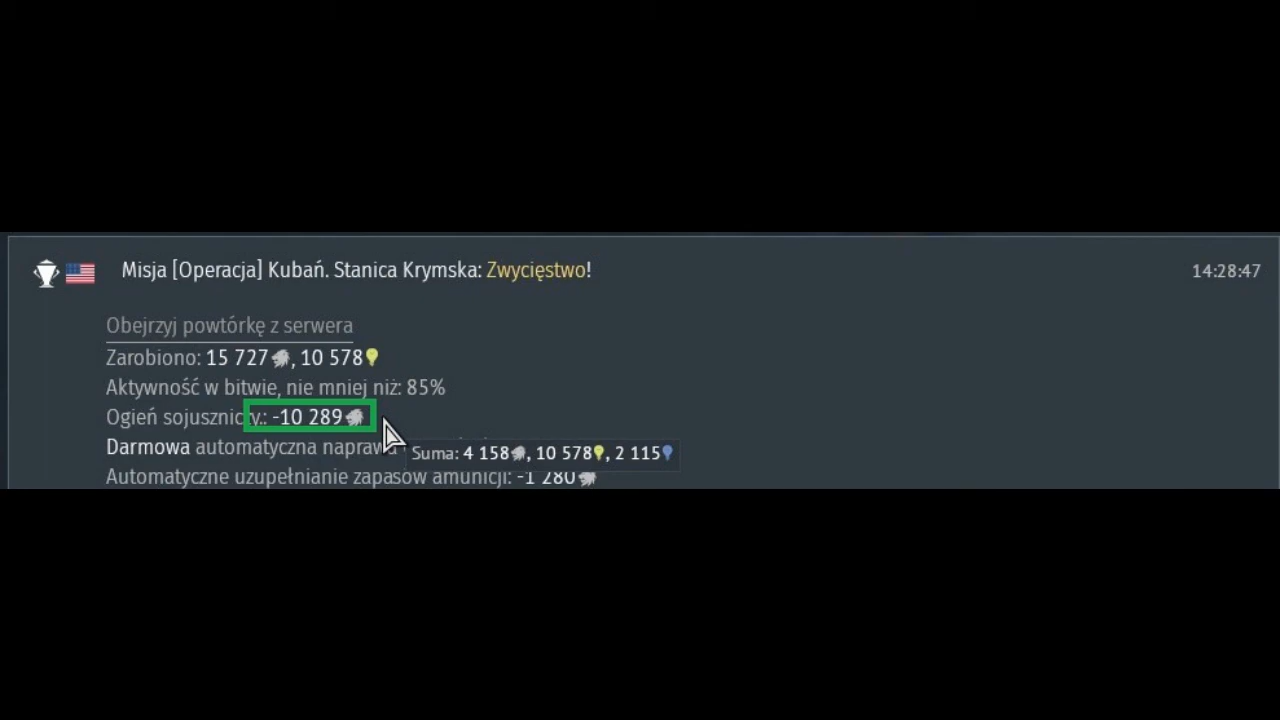 Misja [Operacja] Kubań. Stanica Krymska: Zwycięstwo! 14:28:47
Obejrzyj powtórkę z serwera
Zarobiono: 15 727, 10 578
Aktywność w bitwie, nie mniej niż: 85%
Ogień sojuszniczy: -10 289
Darmowa automatyczna naprawa
Suma: 4 158, 10 578, 2 115
Automatyczne uzupełnianie zapasów amunicji: -1 280